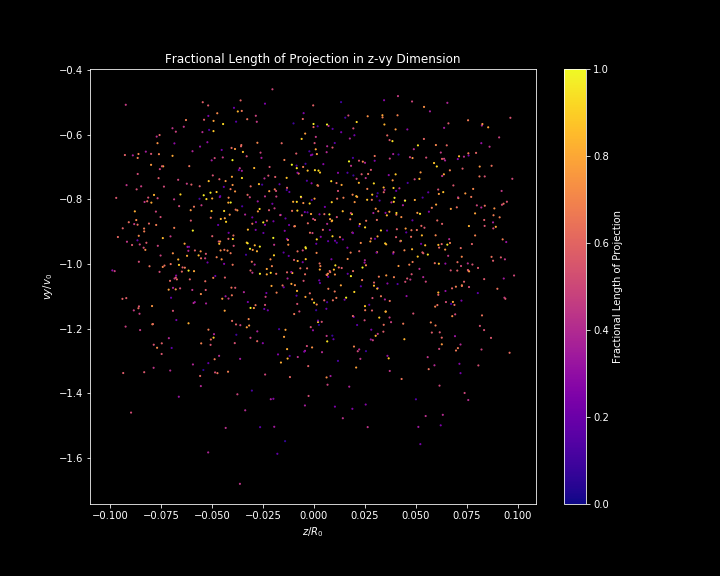 Fractional Length of Projection in z-vy Dimension
−0.4
−0.6
−0.8
−1.0
−1.2
−1.4
−1.6
vy/v₀
−0.100 −0.075 −0.050 −0.025 0.000 0.025 0.050 0.075 0.100
z/R₀
1.0
0.8
0.6
0.4
0.2
0.0
Fractional Length of Projection